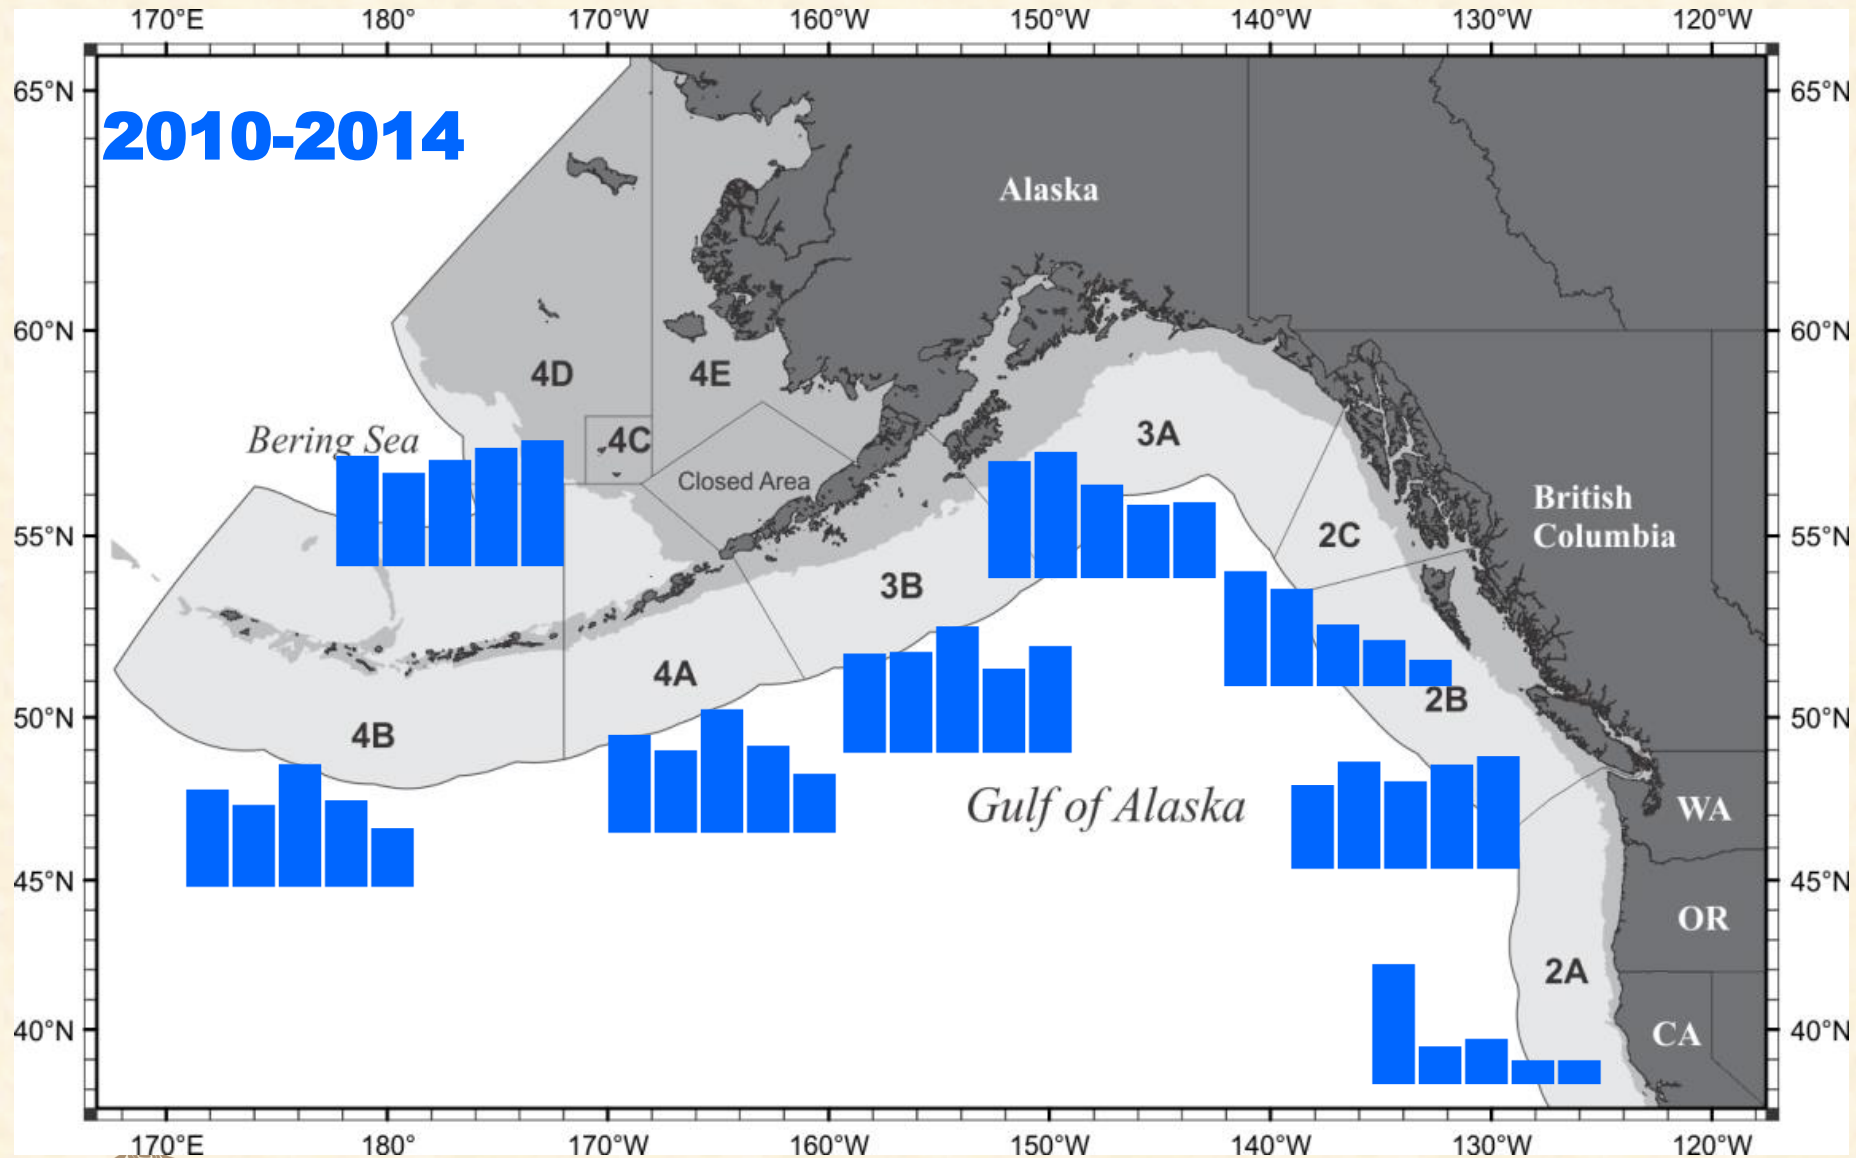 170°E 180° 170°W 160°W 150°W 140°W 130°W 120°W
65°N 65°N
2010-2014
Alaska
60°N 60°N
4D 4E
3A
Bering Sea
4C
Closed Area
British
Columbia
55°N 55°N
2C
3B
4A
2B
50°N 50°N
4B
Gulf of Alaska
WA
45°N 45°N
OR
2A
40°N 40°N
CA
170°E 180° 170°W 160°W 150°W 140°W 130°W 120°W